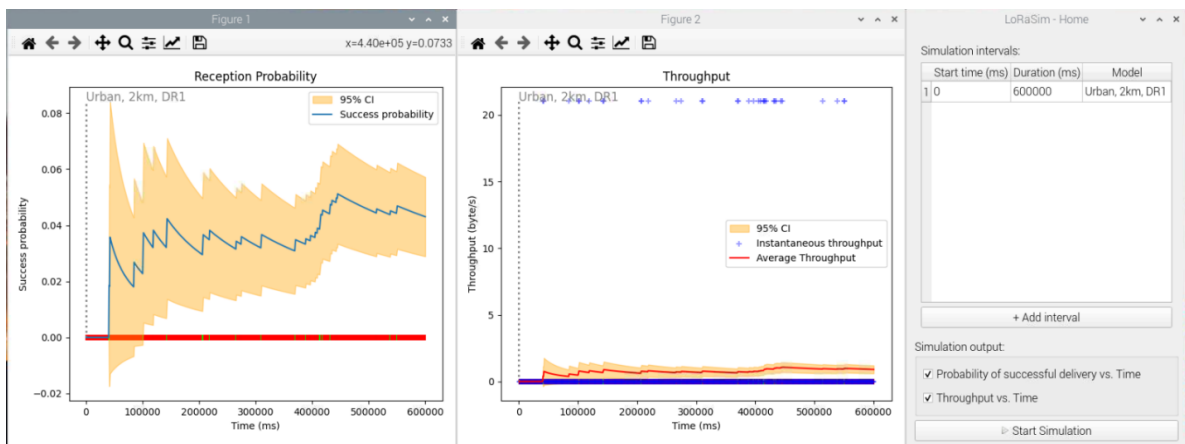 Figure 1
x=4.40e+05 y=0.0733
Reception Probability
Urban, 2km, DR1
95% CI
Success probability
0.08
0.06
0.04
0.02
0.00
−0.02
Success probability
0
100000
200000
300000
400000
500000
600000
Time (ms)
Figure 2
Throughput
Urban, 2km, DR1
20
15
10
5
0
Throughput (byte/s)
95% CI
Instantaneous throughput
Average Throughput
0
100000
200000
300000
400000
500000
600000
Time (ms)
LoRaSim - Home
Simulation intervals:
Start time (ms) Duration (ms) Model
1 0 600000 Urban, 2km, DR1
+ Add interval
Simulation output:
Probability of successful delivery vs. Time
Throughput vs. Time
Start Simulation